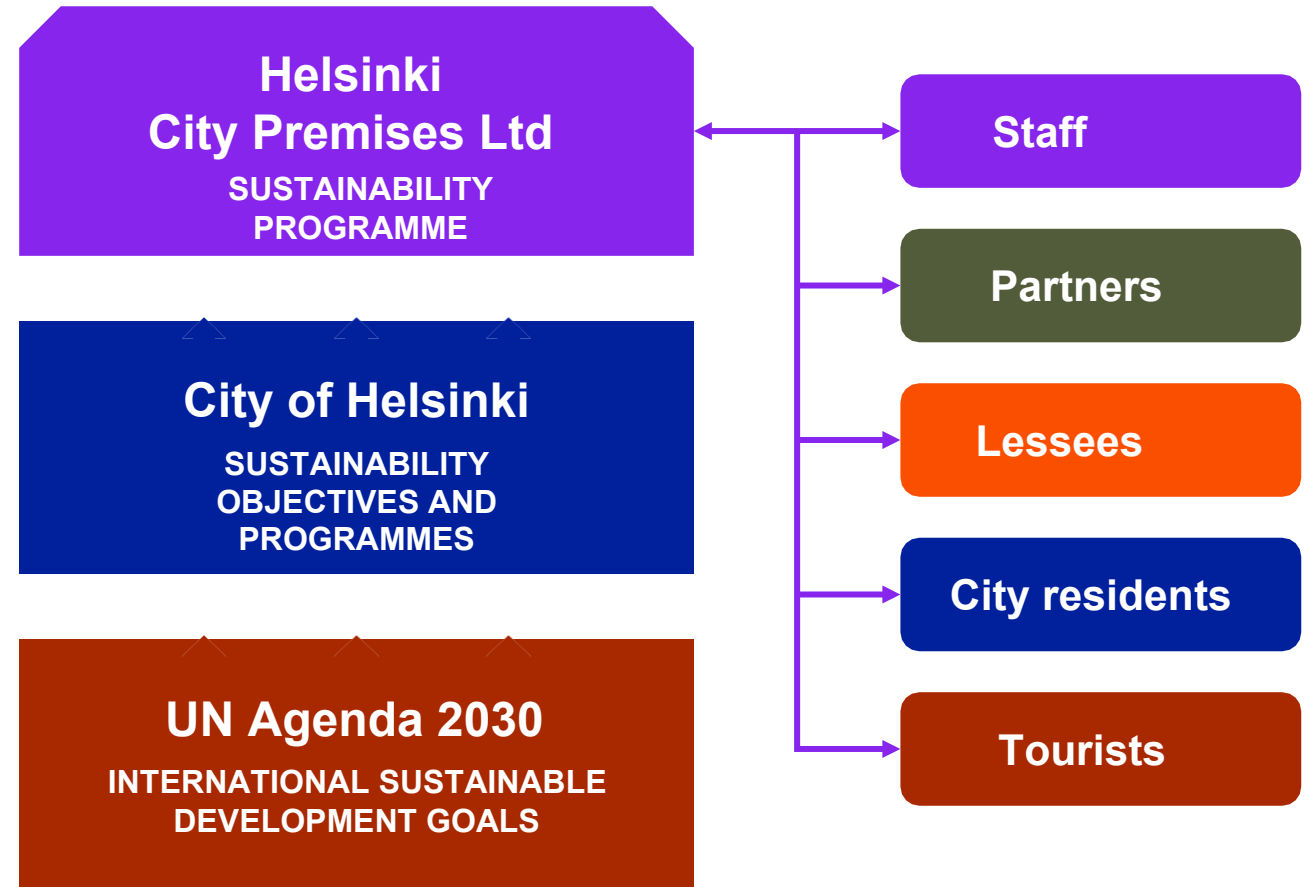 Helsinki
City Premises Ltd
SUSTAINABILITY
PROGRAMME
City of Helsinki
SUSTAINABILITY
OBJECTIVES AND
PROGRAMMES
UN Agenda 2030
INTERNATIONAL SUSTAINABLE
DEVELOPMENT GOALS
Staff
Partners
Lessees
City residents
Tourists